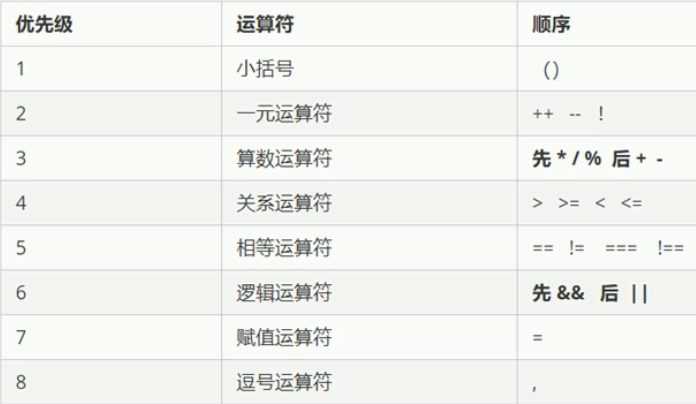 优先级 运算符 顺序
1 小括号 （）
2 一元运算符 ++ -- !
3 算数运算符 先 * / % 后 + -
4 关系运算符 > >= < <=
5 相等运算符 == != === !==
6 逻辑运算符 先 && 后 ||
7 赋值运算符 =
8 逗号运算符 ,